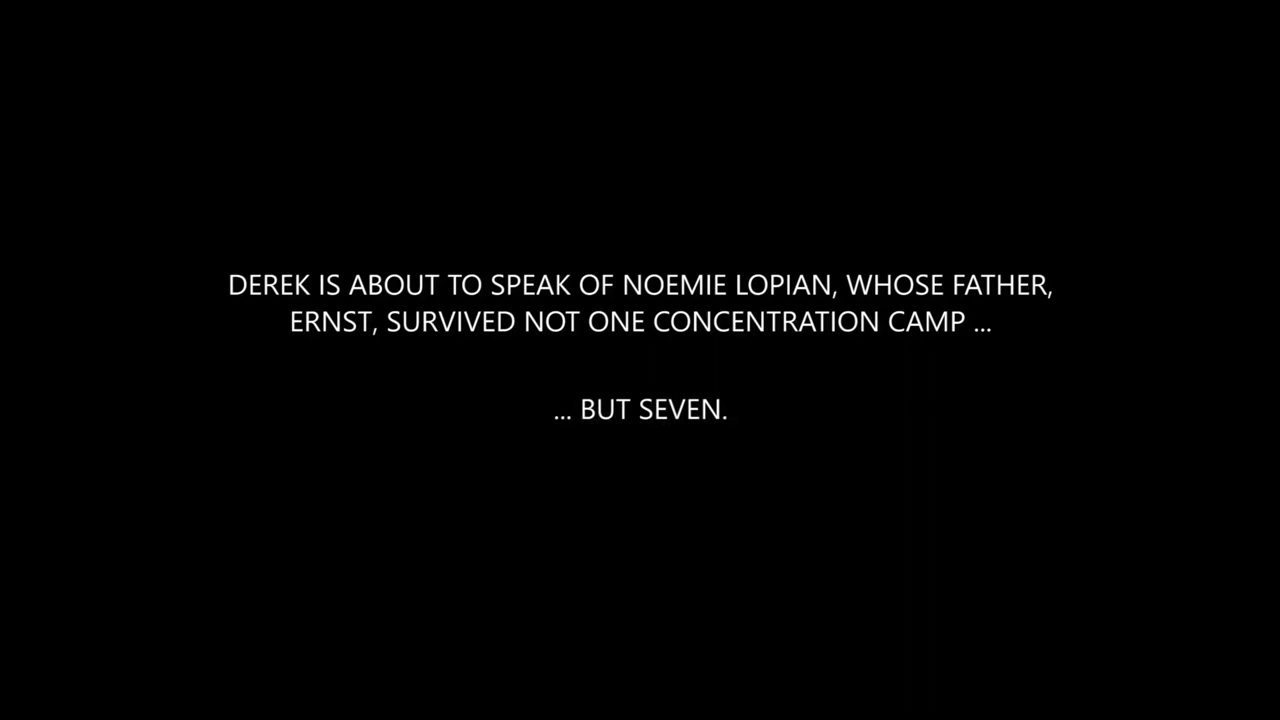 DEREK IS ABOUT TO SPEAK OF NOEMIE LOPIAN, WHOSE FATHER,
ERNST, SURVIVED NOT ONE CONCENTRATION CAMP ...
... BUT SEVEN.